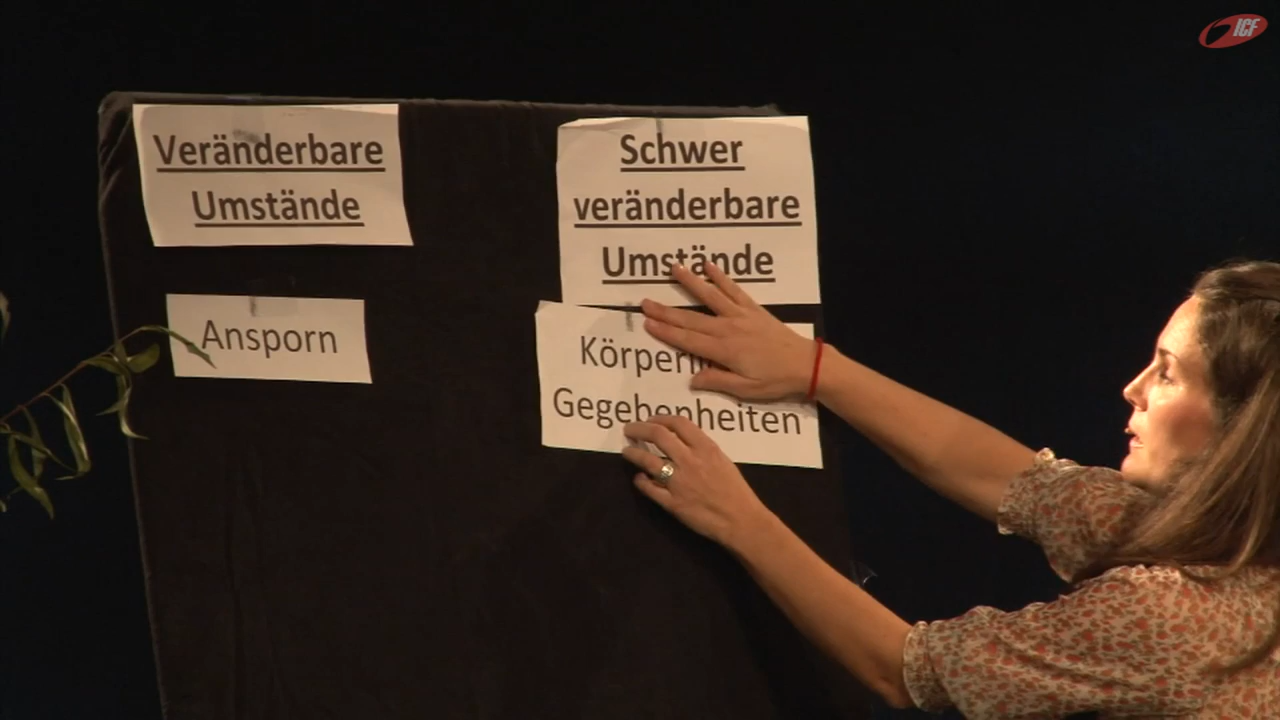 Veränderbare
Umstände
Schwer
veränderbare
Umstände
Ansporn
Gegebenheiten
ICF